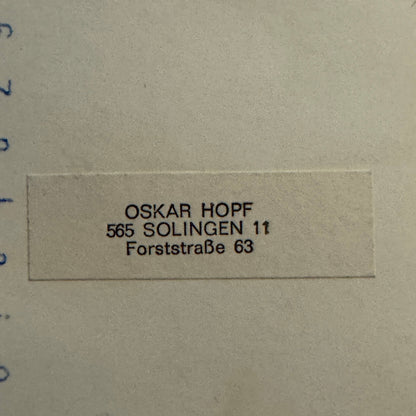 OSKAR HOPF
565 SOLINGEN 11
Forststraße 63